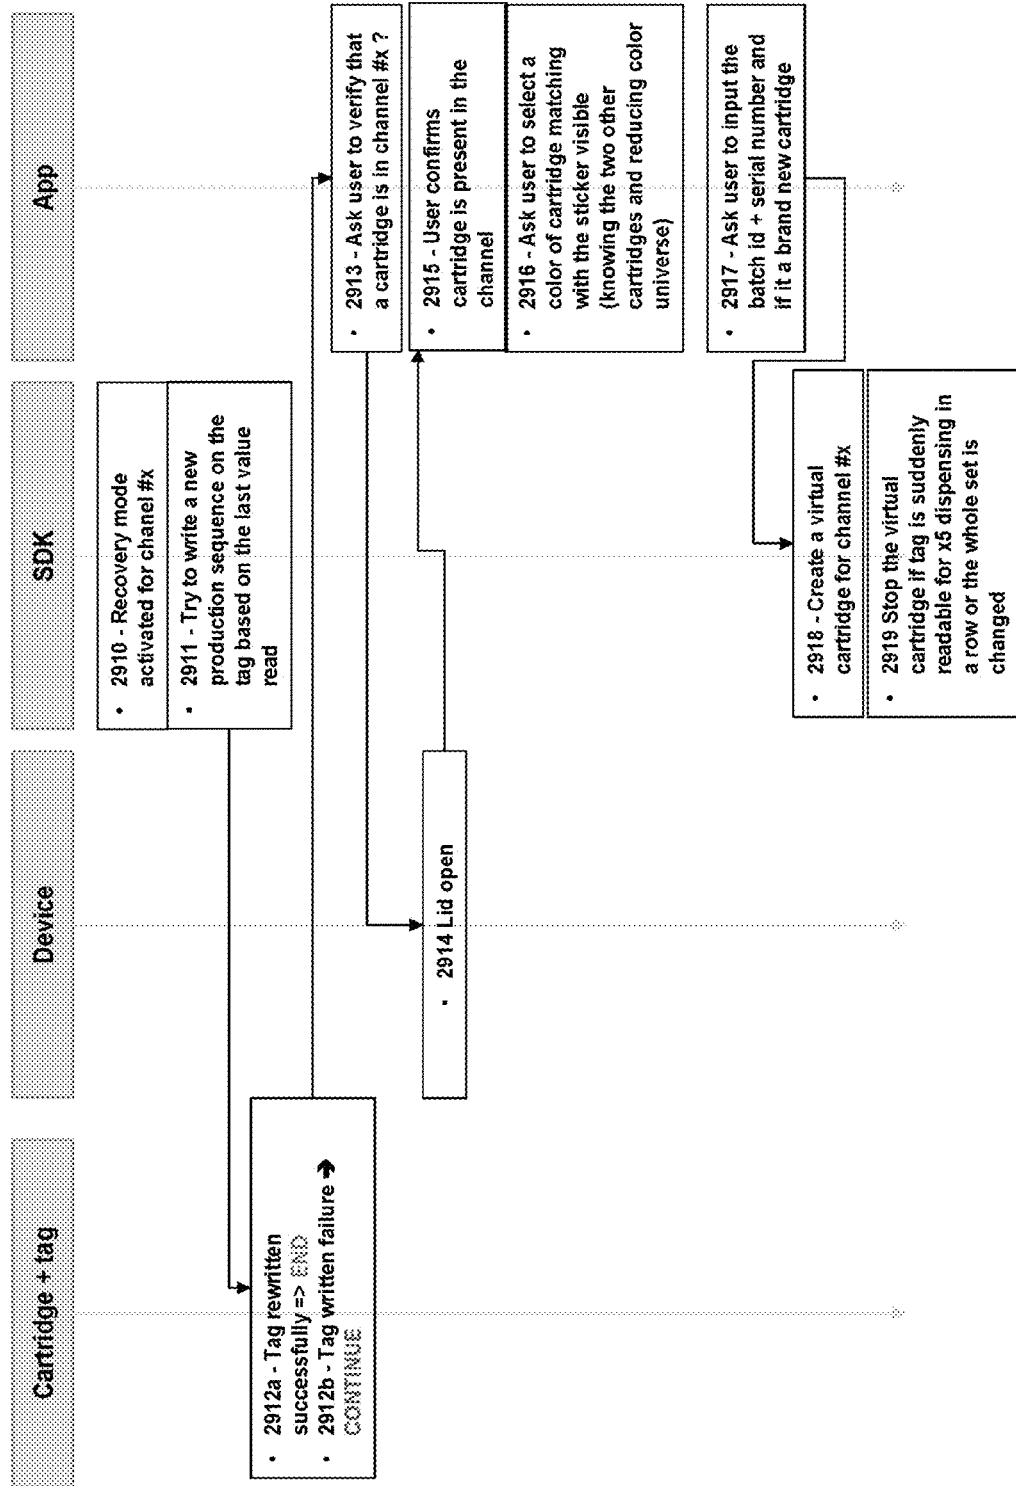 Cartridge + tag
Device
SDK
App
• 2910 - Recovery mode
activated for chanel #x
• 2911 - Try to write a new
production sequence on the
tag based on the last value
read
• 2912a - Tag rewritten
successfully => END
• 2912b - Tag written failure ➔
CONTINUE
• 2913 - Ask user to verify that
a cartridge is in channel #x ?
• 2914 Lid open
• 2915 - User confirms
cartridge is present in the
channel
• 2916 - Ask user to select a
color of cartridge matching
with the sticker visible
(knowing the two other
cartridges and reducing color
universe)
• 2917 - Ask user to input the
batch id + serial number and
if it a brand new cartridge
• 2918 - Create a virtual
cartridge for channel #x
• 2919 Stop the virtual
cartridge if tag is suddenly
readable for x5 dispensing in
a row or the whole set is
changed